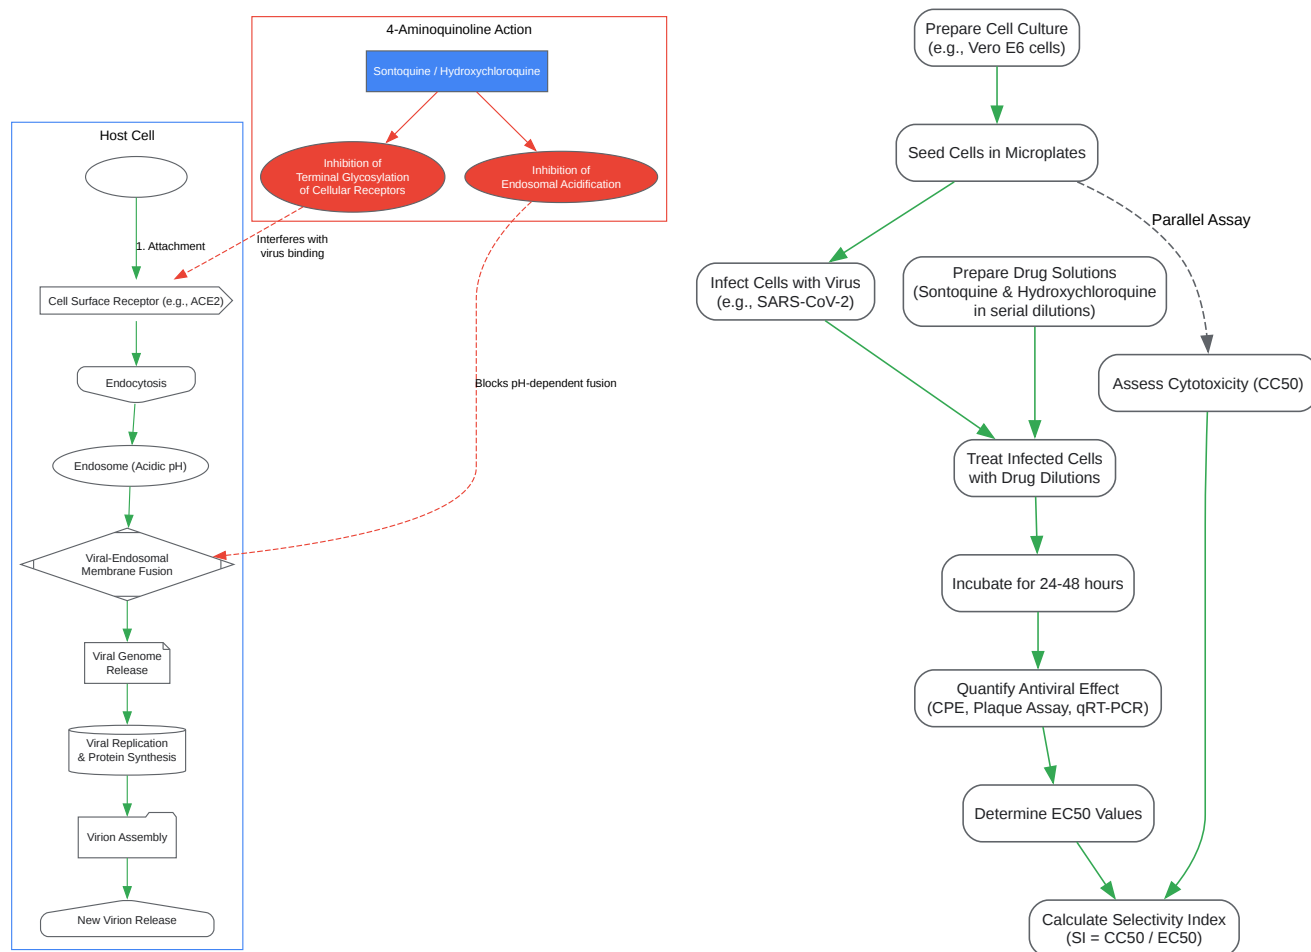 4-Aminoquinoline Action
Sontoquine / Hydroxychloroquine
Inhibition of
Terminal Glycosylation
of Cellular Receptors
Inhibition of
Endosomal Acidification
Host Cell
1. Attachment
Interferes with
virus binding
Cell Surface Receptor (e.g., ACE2)
Endocytosis
Blocks pH-dependent fusion
Endosome (Acidic pH)
Viral-Endosomal
Membrane Fusion
Viral Genome
Release
Viral Replication
& Protein Synthesis
Virion Assembly
New Virion Release
Prepare Cell Culture
(e.g., Vero E6 cells)
Seed Cells in Microplates
Parallel Assay
Infect Cells with Virus
(e.g., SARS-CoV-2)
Prepare Drug Solutions
(Sontoquine & Hydroxychloroquine
in serial dilutions)
Assess Cytotoxicity (CC50)
Treat Infected Cells
with Drug Dilutions
Incubate for 24-48 hours
Quantify Antiviral Effect
(CPE, Plaque Assay, qRT-PCR)
Determine EC50 Values
Calculate Selectivity Index
(SI = CC50 / EC50)